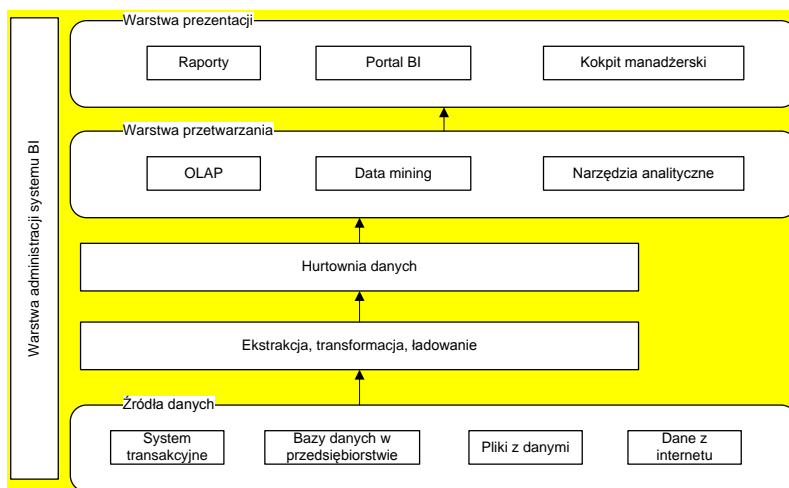 Warstwa administracji systemu BI
Warstwa prezentacji
Raporty
Portal BI
Kokpit manadżerski
Warstwa przetwarzania
OLAP
Data mining
Narzędzia analityczne
Hurtownia danych
Ekstrakcja, transformacja, ładowanie
Źródła danych
System
transakcyjne
Bazy danych w
przedsiębiorstwie
Pliki z danymi
Dane z
internetu